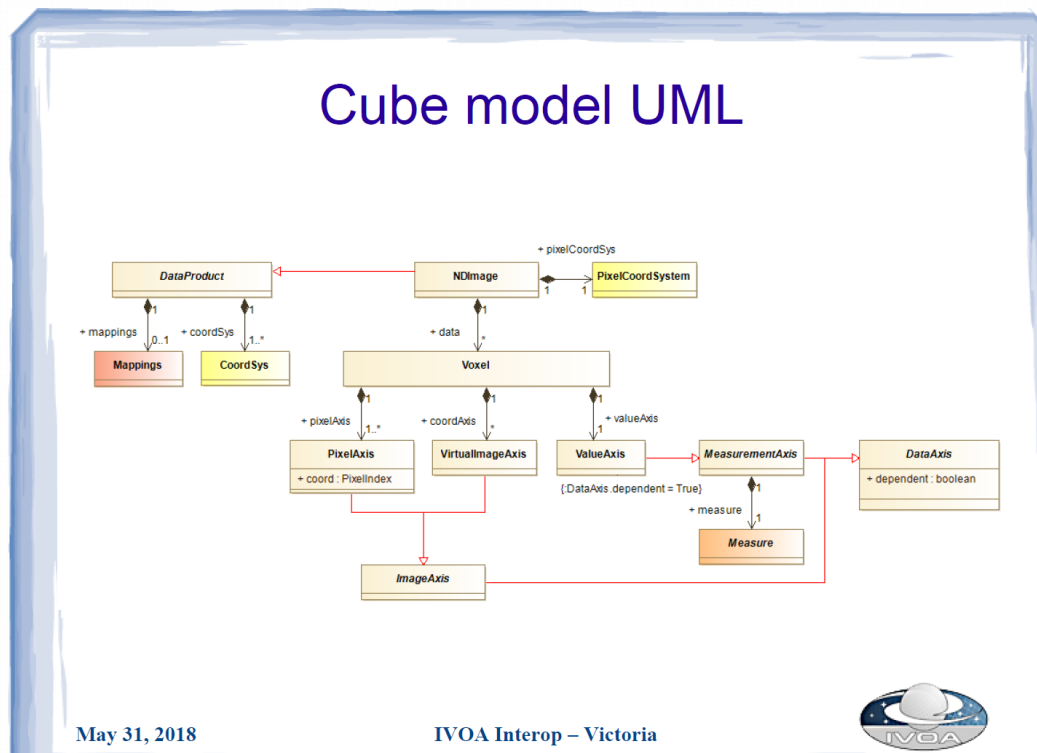 Cube model UML
+ pixelCoordSys
DataProduct
NDImage
PixelCoordSystem
1
1
1
1
1
+ mappings
0..1
+ coordSys
1..*
+ data
*
Mappings
CoordSys
Voxel
1
1
1
+ pixelAxis
1..*
+ coordAxis
*
+ valueAxis
1
PixelAxis
+ coord : PixelIndex
VirtualImageAxis
ValueAxis
MeasurementAxis
DataAxis
+ dependent : boolean
{:DataAxis.dependent = True}
1
+ measure
1
Measure
ImageAxis
May 31, 2018
IVOA Interop – Victoria
IVOA